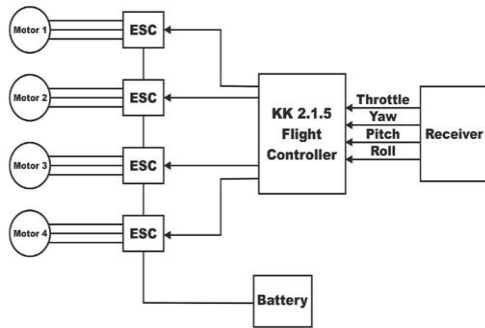 Motor 1
ESC
Motor 2
ESC
KK 2.1.5
Flight
Controller
Throttle
Yaw
Pitch
Roll
Receiver
Motor 3
ESC
Motor 4
ESC
Battery